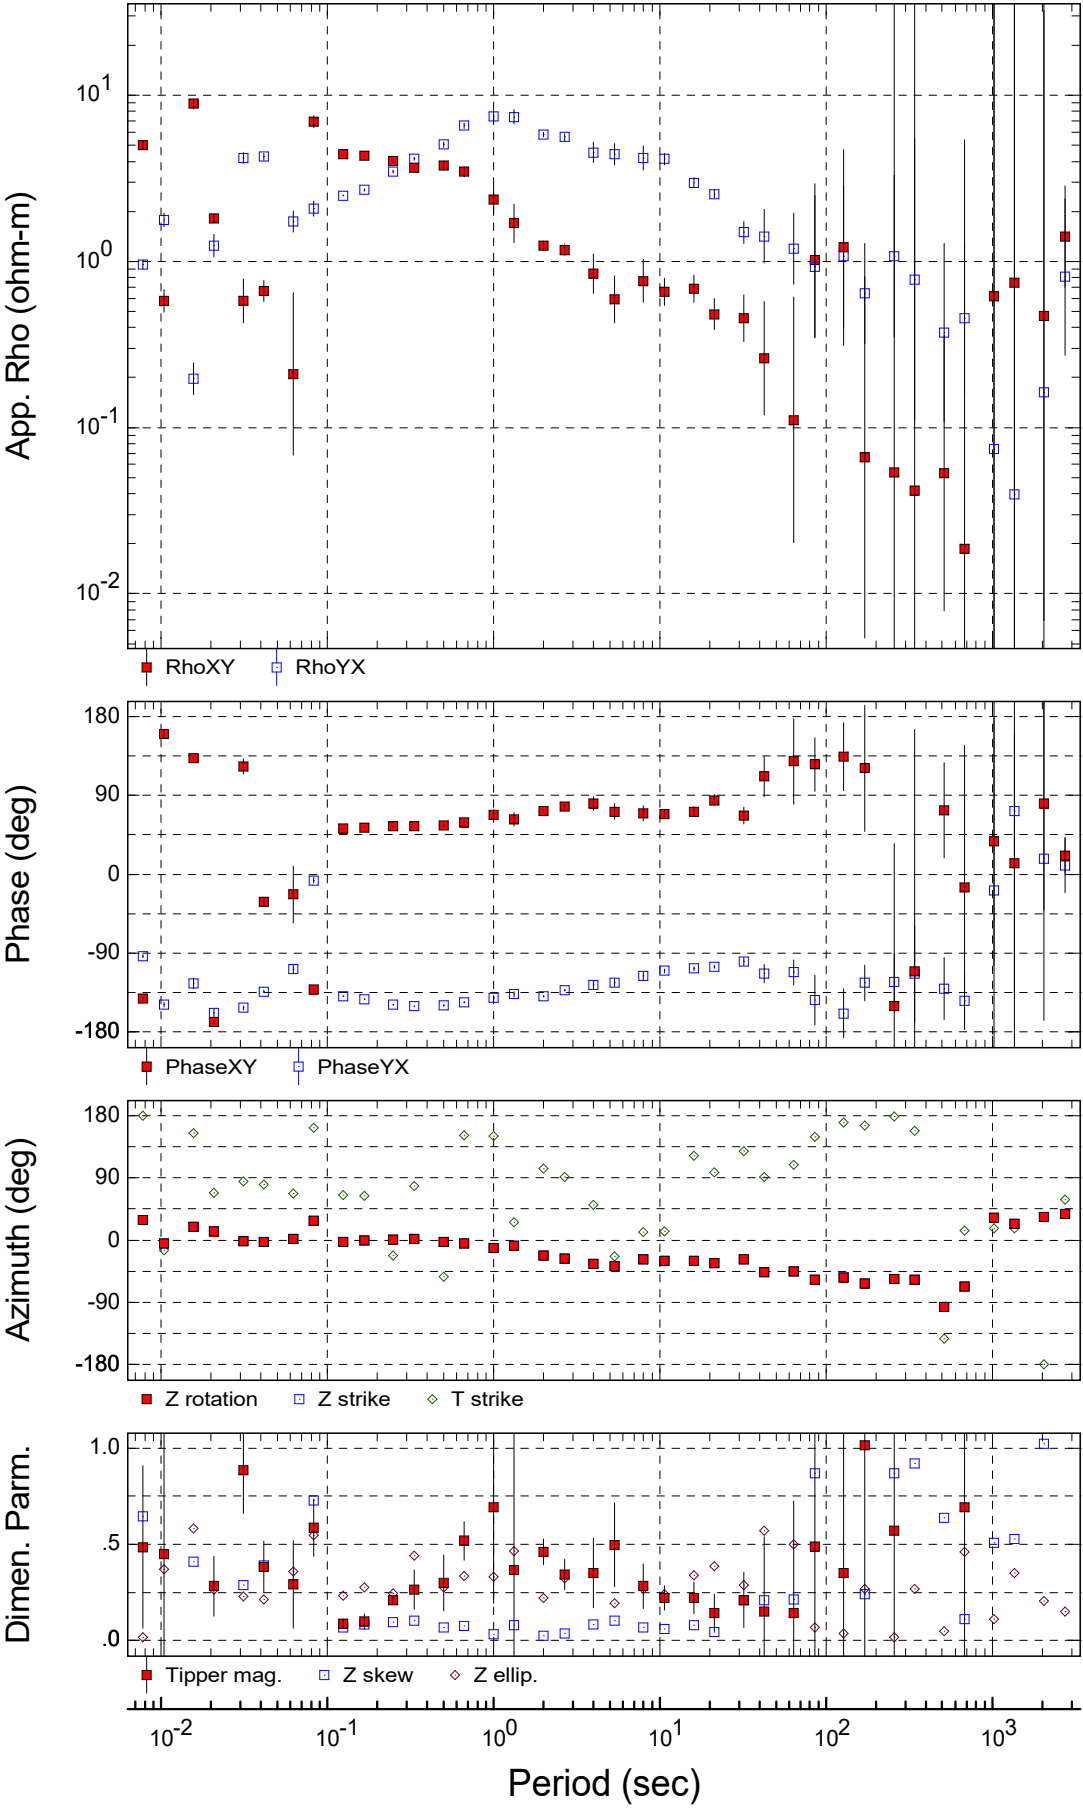 App. Rho (ohm-m)
10^1
10^0
10^-1
10^-2
RhoXY RhoYX
Phase (deg)
180
90
0
-90
-180
PhaseXY PhaseYX
Azimuth (deg)
180
90
0
-90
-180
Z rotation Z strike T strike
Dimen. Parm.
1.0
.5
.0
Tipper mag. Z skew Z ellip.
10^-2 10^-1 10^0 10^1 10^2 10^3
Period (sec)